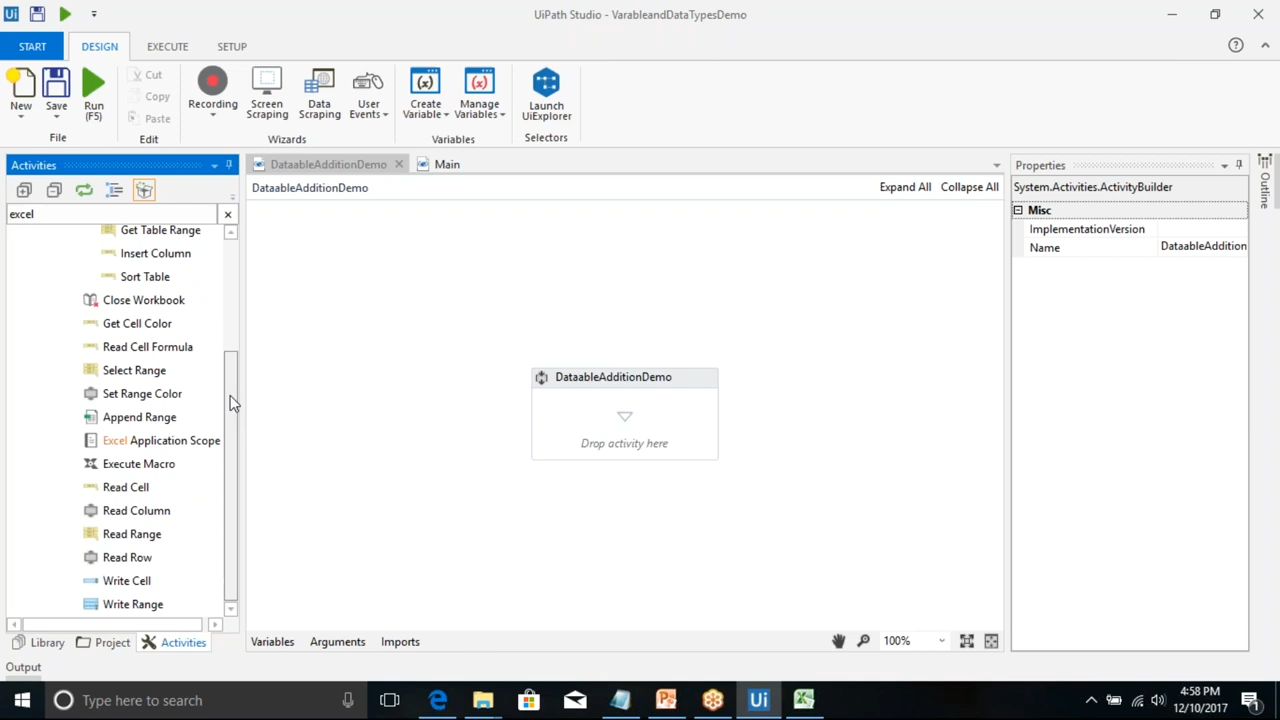 Ui
UiPath Studio - VarableandDataTypesDemo
START
DESIGN
EXECUTE
SETUP
New
Save
Run
(F5)
File
Cut
Copy
Paste
Edit
Recording
Screen
Scraping
Data
Scraping
User
Events
Wizards
Create
Variable
Manage
Variables
Variables
Launch
UiExplorer
Selectors
Activities
excel
Get Table Range
Insert Column
Sort Table
Close Workbook
Get Cell Color
Read Cell Formula
Select Range
Set Range Color
Append Range
Excel Application Scope
Execute Macro
Read Cell
Read Column
Read Range
Read Row
Write Cell
Write Range
Library
Project
Activities
Output
DataableAdditionDemo
Main
DataableAdditionDemo
Expand All
Collapse All
DataableAdditionDemo
Drop activity here
Variables
Arguments
Imports
100%
Properties
System.Activities.ActivityBuilder
Misc
ImplementationVersion
Name
DataableAddition
Outline
Type here to search
Ui
4:58 PM
12/10/2017
1